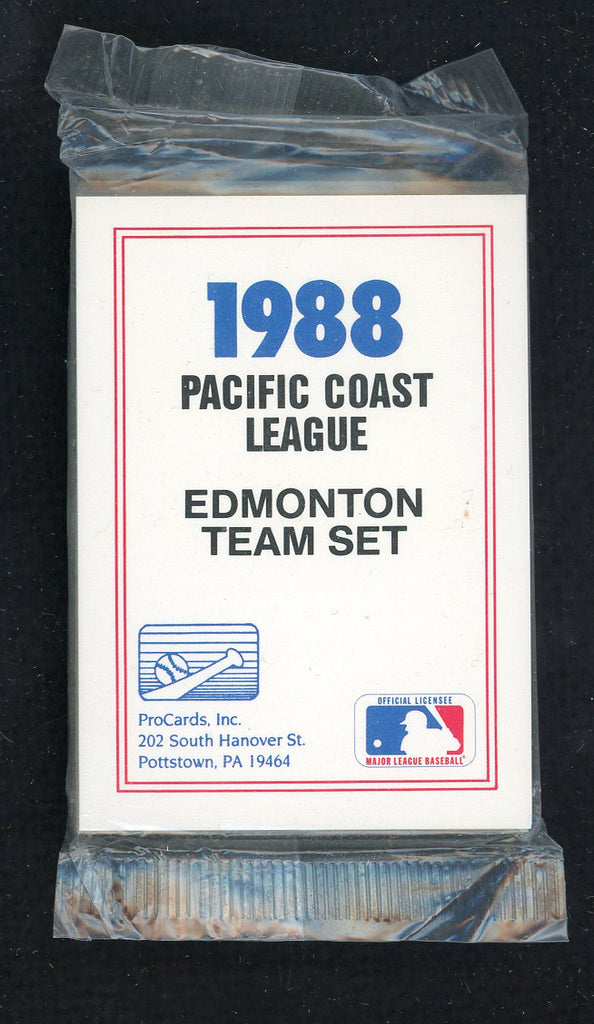 1988
PACIFIC COAST
LEAGUE
EDMONTON
TEAM SET
ProCards, Inc.
202 South Hanover St.
Pottstown, PA 19464
OFFICIAL LICENSEE
MAJOR LEAGUE BASEBALL